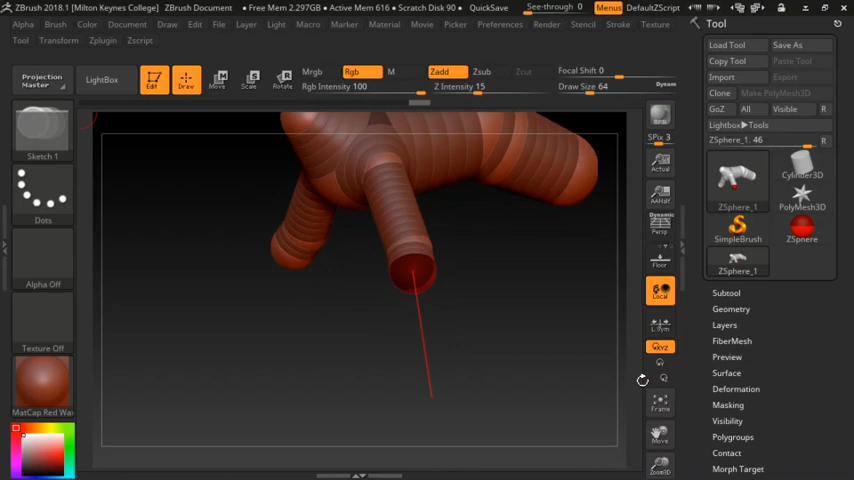 ZBrush 2018.1 [Milton Keynes College]  ZBrush Document  • Free Mem 2.297GB • Active Mem 616 • Scratch Disk 90 •  QuickSave  See-through 0  Menus  DefaultZScript
Alpha Brush Color Document Draw Edit File Layer Light Macro Marker Material Movie Picker Preferences Render Stencil Stroke Texture
Tool Transform Zplugin Zscript
Projection Master
LightBox
Edit
Draw
Move
Scale
Rotate
Mrgb Rgb M
Rgb Intensity 100
Zadd Zsub Zcut
Z Intensity 15
Focal Shift 0
Draw Size 64
Dynam
Sketch 1
Dots
Alpha Off
Texture Off
MatCap Red Wax
BPR
SPix 3
Actual
AAHalf
Dynamic
Persp
Floor
Local
L.Sym
XYZ
Frame
Move
Zoom3D
Tool
Load Tool Save As
Copy Tool Paste Tool
Import Export
Clone Make PolyMesh3D
GoZ All Visible R
Lightbox▶Tools
ZSphere_1. 46 R
ZSphere_1
Cylinder3D
PolyMesh3D
SimpleBrush
ZSphere
ZSphere_1
Subtool
Geometry
Layers
FiberMesh
Preview
Surface
Deformation
Masking
Visibility
Polygroups
Contact
Morph Target